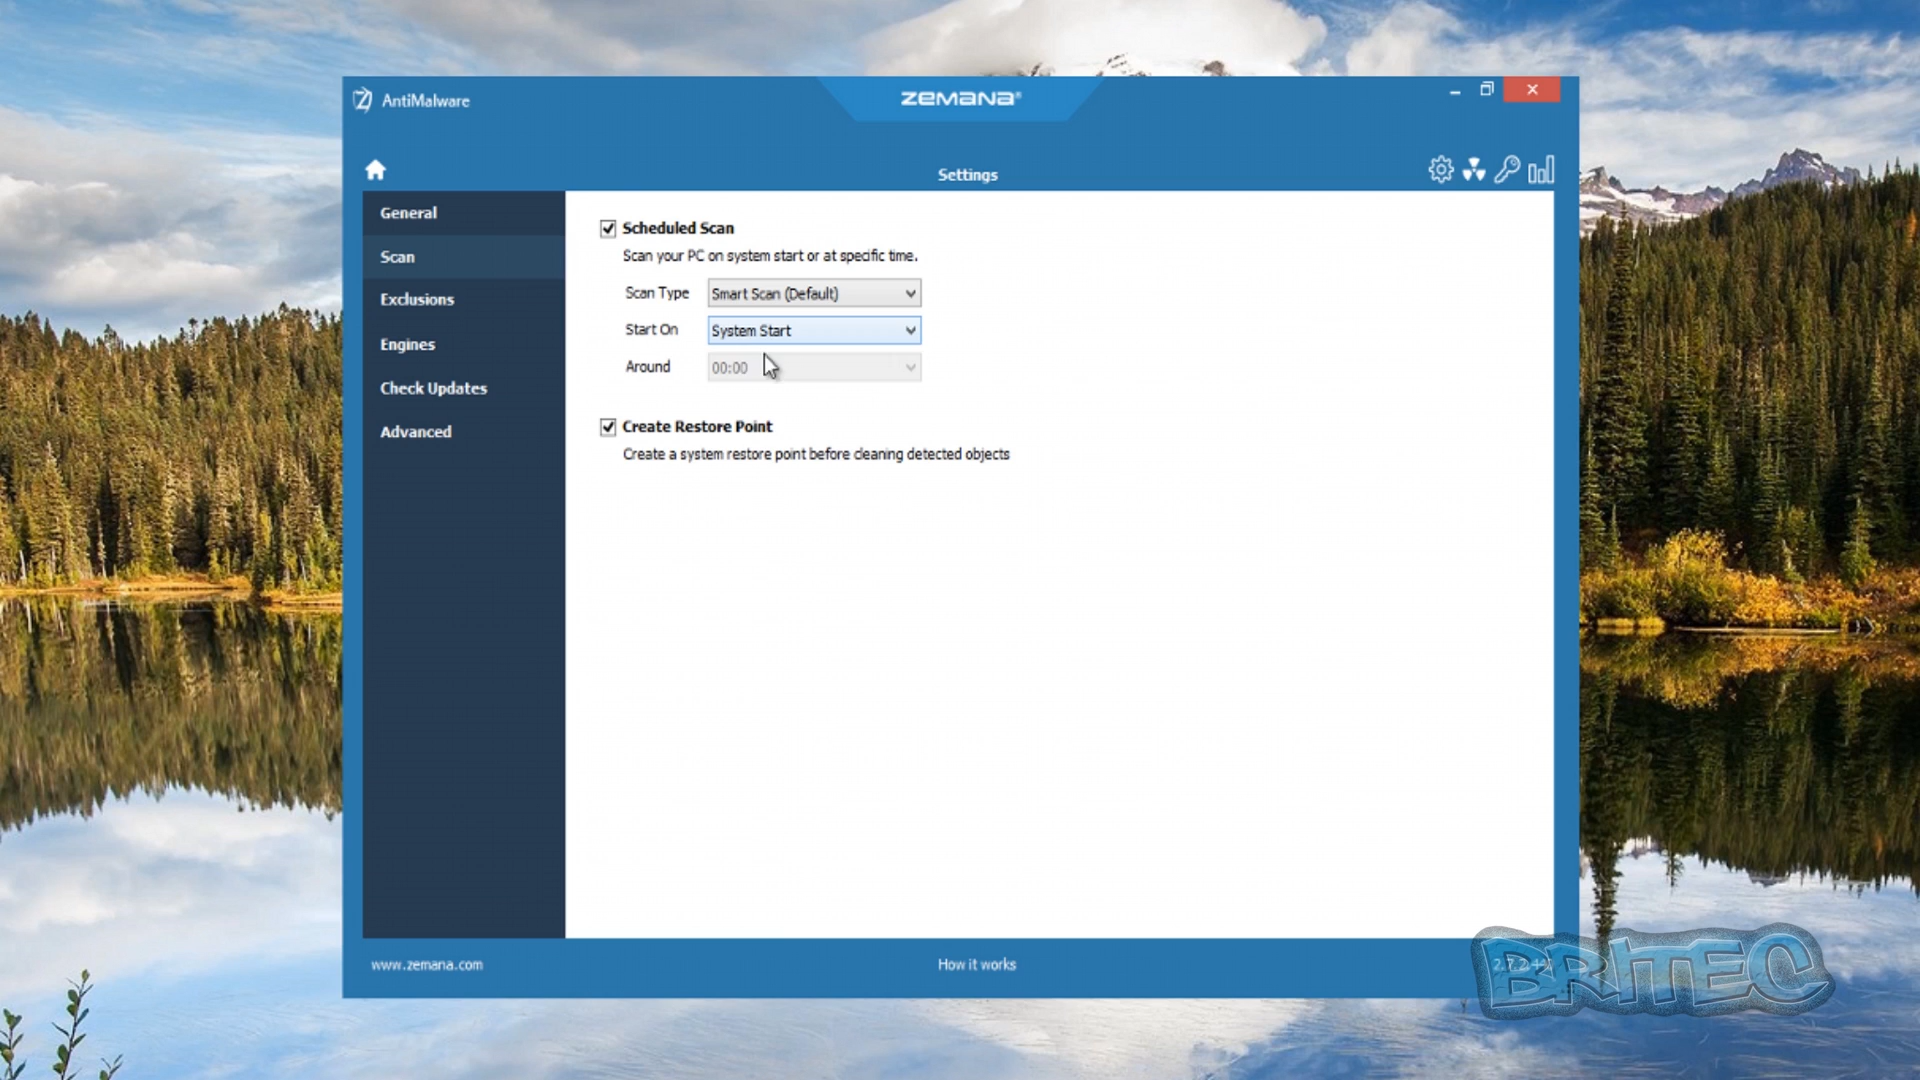 AntiMalware
ZEMANA®
Settings
General
Scan
Exclusions
Engines
Check Updates
Advanced
Scheduled Scan
Scan your PC on system start or at specific time.
Scan Type Smart Scan (Default)
Start On System Start
Around 00:00
Create Restore Point
Create a system restore point before cleaning detected objects
www.zemana.com
How it works
BRITEC